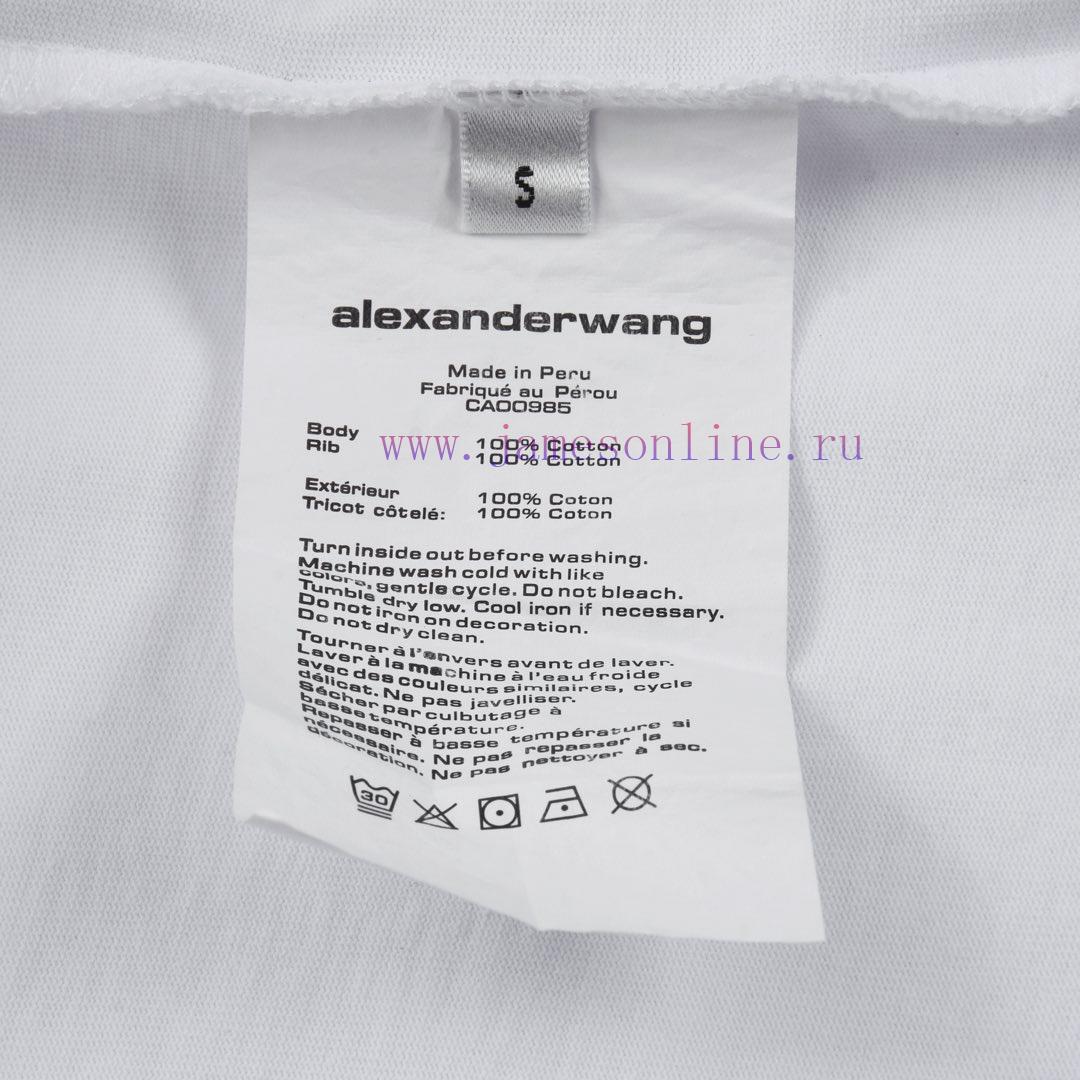 S
alexanderwang
Made in Peru
Fabriqué au Pérou
CA00985
Body 100% Cotton
Rib 100% Cotton
www.jamesonline.ru
Extérieur 100% Coton
Tricot côtelé: 100% Coton
Turn inside out before washing.
Machine wash cold with like
colors, gentle cycle. Do not bleach.
Tumble dry low. Cool iron if necessary.
Do not iron on decoration.
Do not dry clean.
Tourner à l'envers avant de laver.
Laver à la machine à l'eau froide
avec des couleurs similaires, cycle
délicat. Ne pas javelliser.
Sécher par culbutage à
basse température.
Repasser à basse température si
nécessaire. Ne pas repasser la
décoration. Ne pas nettoyer à sec.
30